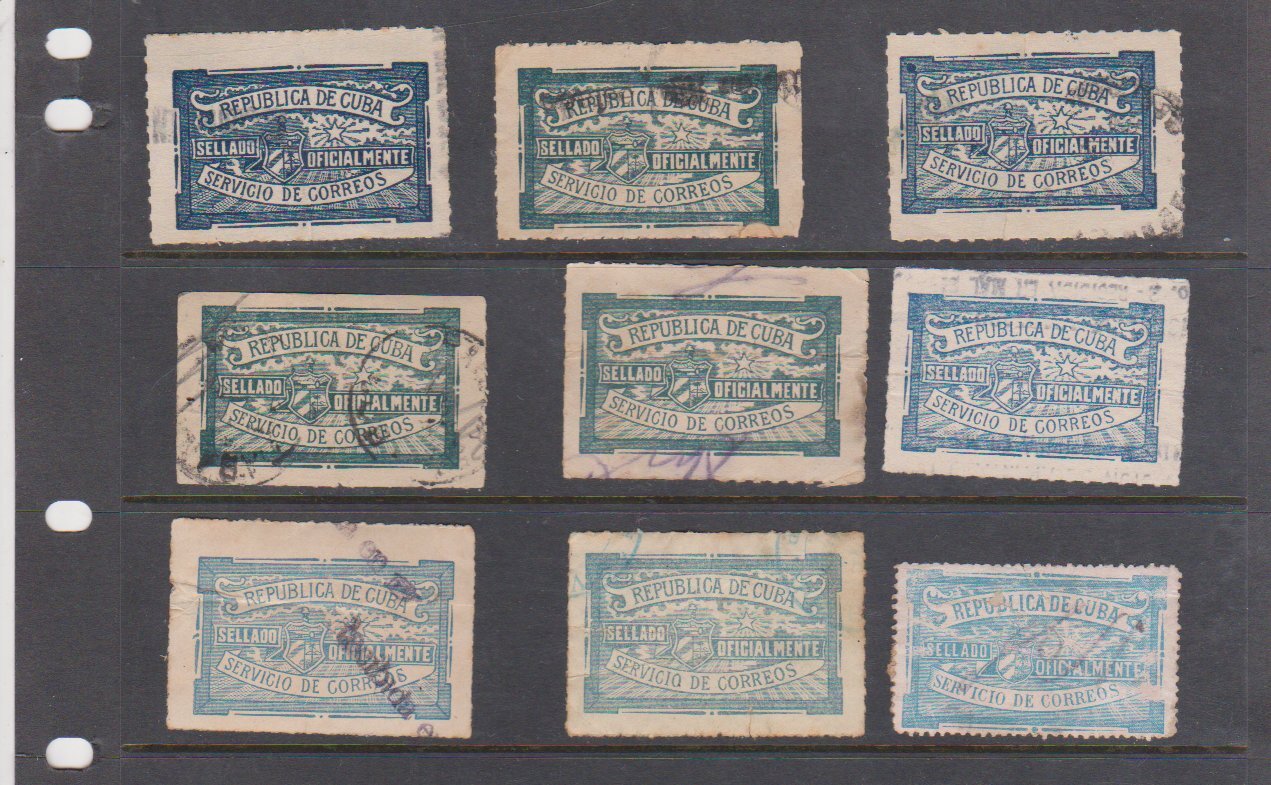 REPUBLICA DE CUBA
SELLADO OFICIALMENTE
SERVICIO DE CORREOS
REPUBLICA DE CUBA
SELLADO OFICIALMENTE
SERVICIO DE CORREOS
REPUBLICA DE CUBA
SELLADO OFICIALMENTE
SERVICIO DE CORREOS
REPUBLICA DE CUBA
SELLADO OFICIALMENTE
SERVICIO DE CORREOS
REPUBLICA DE CUBA
SELLADO OFICIALMENTE
SERVICIO DE CORREOS
REPUBLICA DE CUBA
SELLADO OFICIALMENTE
SERVICIO DE CORREOS
REPUBLICA DE CUBA
SELLADO OFICIALMENTE
SERVICIO DE CORREOS
REPUBLICA DE CUBA
SELLADO OFICIALMENTE
SERVICIO DE CORREOS
REPUBLICA DE CUBA
SELLADO OFICIALMENTE
SERVICIO DE CORREOS